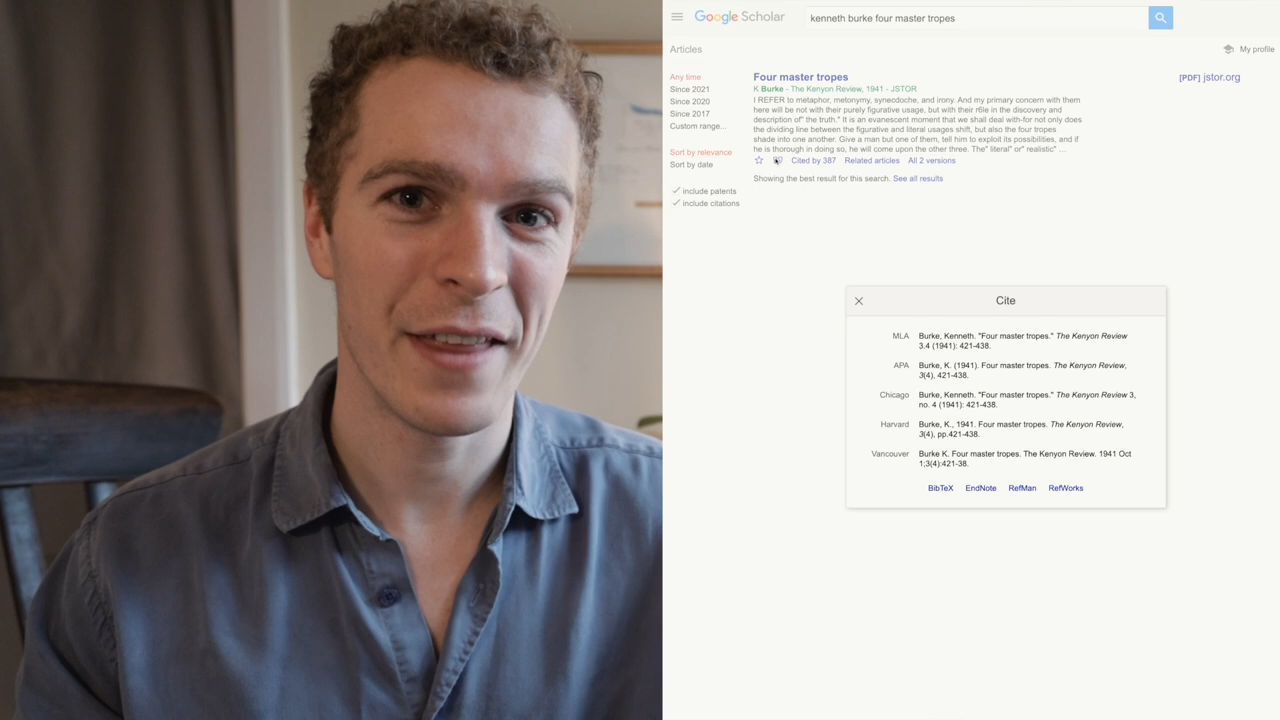 Google Scholar
kenneth burke four master tropes
Articles
My profile
Any time
Since 2021
Since 2020
Since 2017
Custom range...
Sort by relevance
Sort by date
include patents
include citations
Four master tropes
K Burke - The Kenyon Review, 1941 - JSTOR
I REFER to metaphor, metonymy, synecdoche, and irony. And my primary concern with them
here will be not with their purely figurative usage, but with their r6le in the discovery and
description of" the truth." It is an evanescent moment that we shall deal with-for not only does
the dividing line between the figurative and literal usages shift, but also the four tropes
shade into one another. Give a man but one of them, tell him to exploit its possibilities, and if
he is thorough in doing so, he will come upon the other three. The" literal" or" realistic" ...
Cited by 387 Related articles All 2 versions
Showing the best result for this search. See all results
[PDF] jstor.org
Cite
MLA Burke, Kenneth. "Four master tropes." The Kenyon Review
3.4 (1941): 421-438.
APA Burke, K. (1941). Four master tropes. The Kenyon Review,
3(4), 421-438.
Chicago Burke, Kenneth. "Four master tropes." The Kenyon Review 3,
no. 4 (1941): 421-438.
Harvard Burke, K., 1941. Four master tropes. The Kenyon Review,
3(4), pp.421-438.
Vancouver Burke K. Four master tropes. The Kenyon Review. 1941 Oct
1;3(4):421-38.
BibTeX EndNote RefMan RefWorks